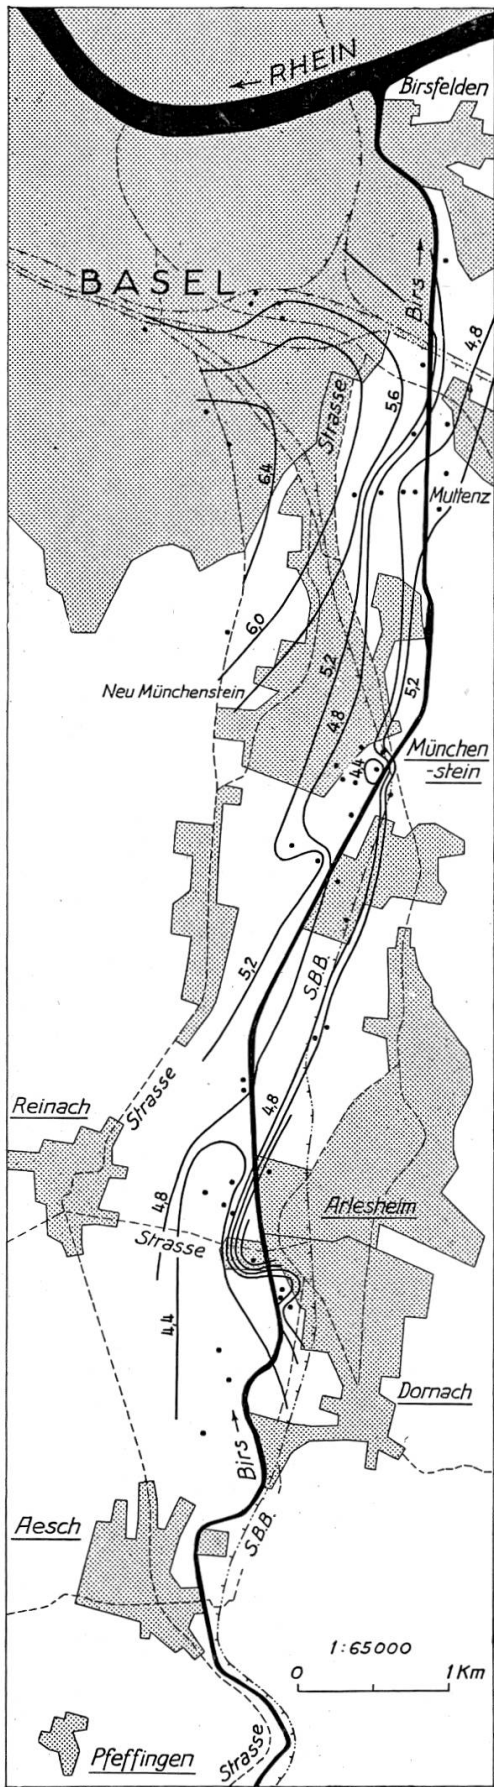 ← RHEIN
Birsfelden
BASEL
Birs →
4,8
5,6
Strasse
6,4
Muttenz
6,0
5,2
5,2
Neu Münchenstein
4,8
München
-stein
4,4
5,2
S.B.B.
Strasse
4,8
Reinach
4,8
Arlesheim
Strasse
4,4
Dornach
Birs →
Aesch
S.B.B.
1:65000
0 1 Km
Strasse
Pfeffingen